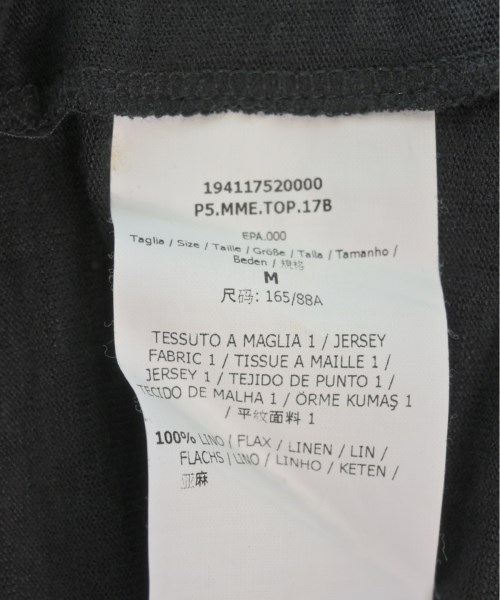 194117520000
P5.MME.TOP.17B
EPA.000
Taglia / Size / Taille / Größe / Talla / Tamanho /
Beden / 規格
M
尺码: 165/88A
TESSUTO A MAGLIA 1 / JERSEY
FABRIC 1 / TISSUE A MAILLE 1 /
JERSEY 1 / TEJIDO DE PUNTO 1 /
TECIDO DE MALHA 1 / ÖRME KUMAŞ 1
/ 平纹面料 1
100% LINO ( FLAX / LINEN / LIN /
FLACHS / LINO / LINHO / KETEN /
亚麻